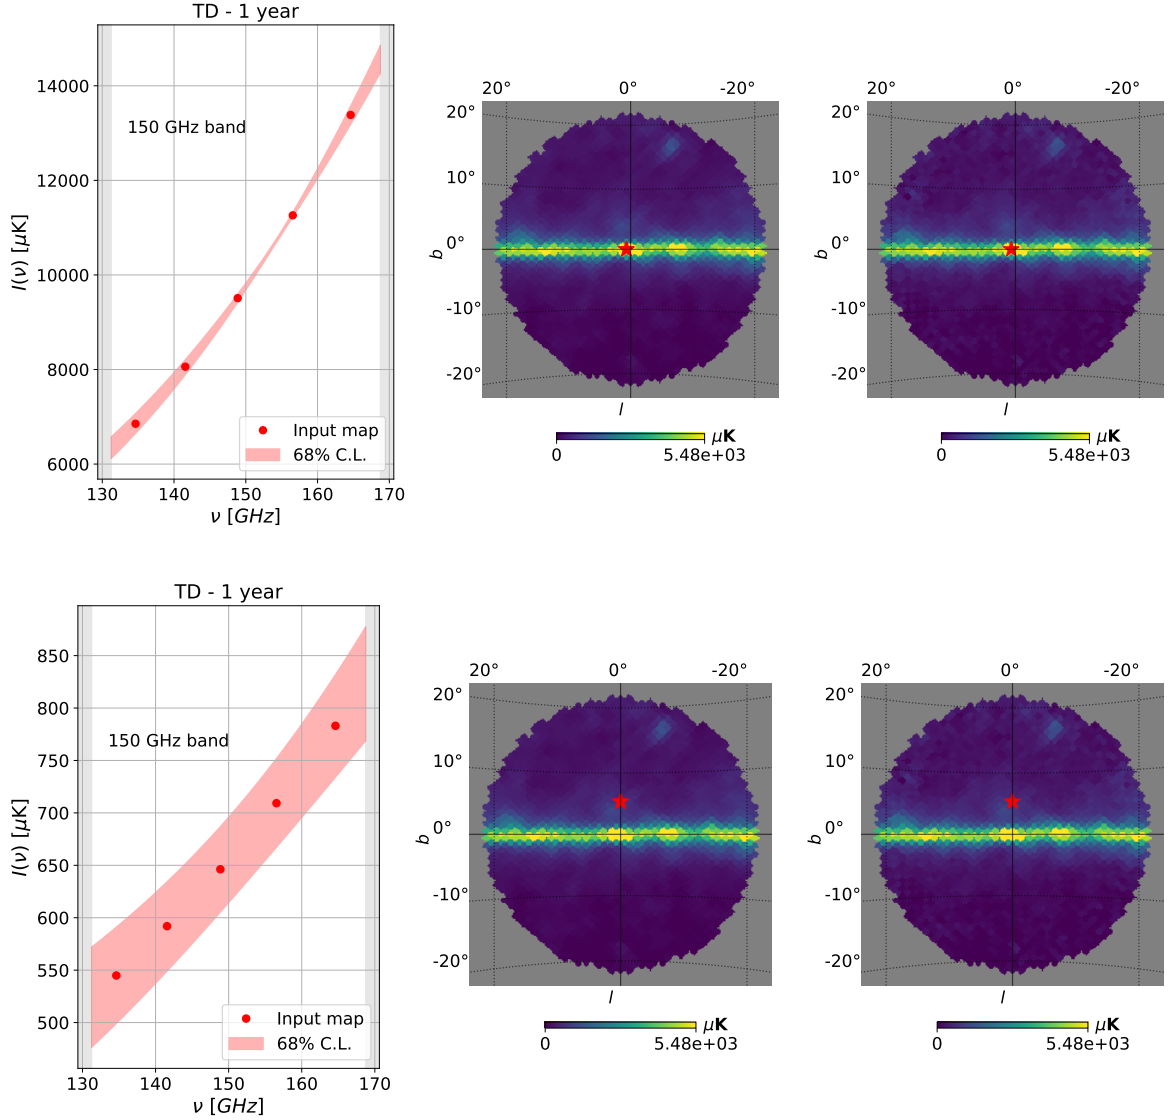 TD - 1 year
14000
12000
10000
8000
6000
I(ν) [μK]
150 GHz band
Input map
68% C.L.
130 140 150 160 170
ν [GHz]
20° 0° -20°
20°
10°
0°
-10°
-20°
b
l
μK
0 5.48e+03
20° 0° -20°
20°
10°
0°
-10°
-20°
b
l
μK
0 5.48e+03
TD - 1 year
850
800
750
700
650
600
550
500
I(ν) [μK]
150 GHz band
Input map
68% C.L.
130 140 150 160 170
ν [GHz]
20° 0° -20°
20°
10°
0°
-10°
-20°
b
l
μK
0 5.48e+03
20° 0° -20°
20°
10°
0°
-10°
-20°
b
l
μK
0 5.48e+03